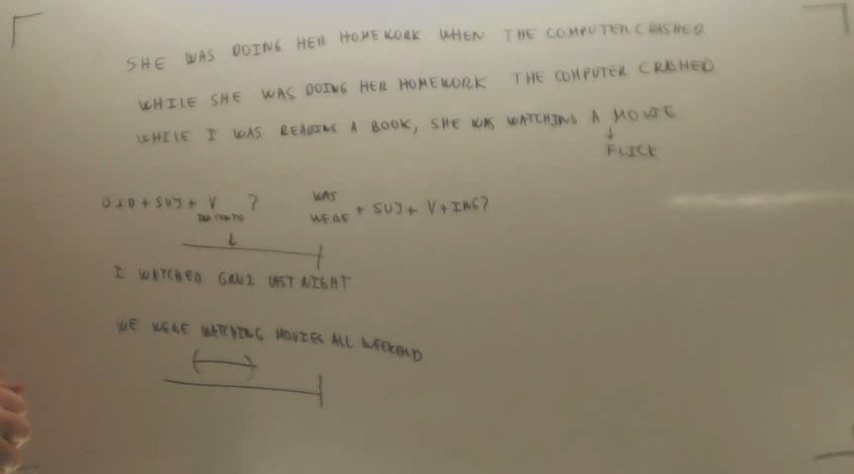 SHE WAS DOING HER HOMEWORK WHEN THE COMPUTER CRASHED
WHILE SHE WAS DOING HER HOMEWORK THE COMPUTER CRASHED
WHILE I WAS READING A BOOK, SHE WAS WATCHING A MOVIE
FLICK
DID + SUJ + V ?
WAS
WERE + SUJ + V + ING?
I WATCHED GRU 2 LAST NIGHT
WE WERE WATCHING MOVIES ALL WEEKEND